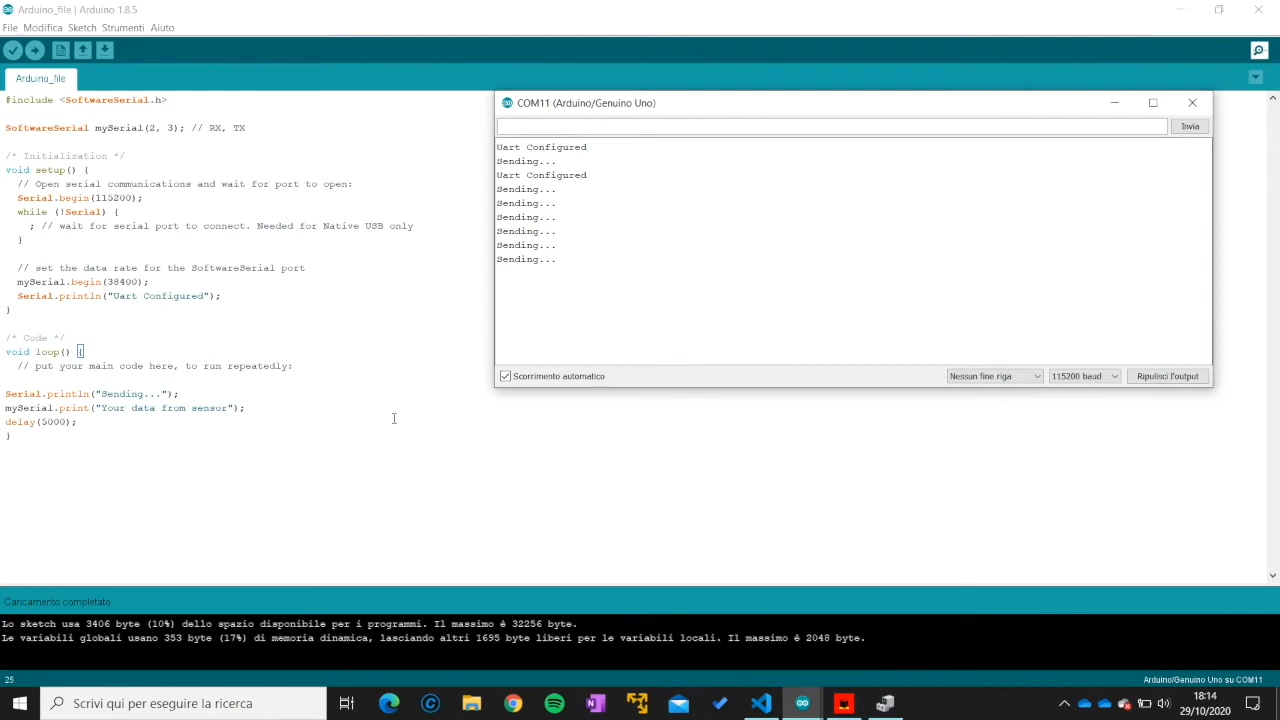 Arduino_file | Arduino 1.8.5
File Modifica Sketch Strumenti Aiuto
Arduino_file
#include <SoftwareSerial.h>
SoftwareSerial mySerial(2, 3); // RX, TX
/* Initialization */
void setup() {
// Open serial communications and wait for port to open:
Serial.begin(115200);
while (!Serial) {
; // wait for serial port to connect. Needed for Native USB only
}
// set the data rate for the SoftwareSerial port
mySerial.begin(38400);
Serial.println("Uart Configured");
}
/* Code */
void loop() {
// put your main code here, to run repeatedly:
Serial.println("Sending...");
mySerial.print("Your data from sensor");
delay(5000);
}
COM11 (Arduino/Genuino Uno)
Invia
Uart Configured
Sending...
Uart Configured
Sending...
Sending...
Sending...
Sending...
Sending...
Sending...
Scorrimento automatico
Nessun fine riga
115200 baud
Ripulisci l'output
Caricamento completato
Lo sketch usa 3406 byte (10%) dello spazio disponibile per i programmi. Il massimo è 32256 byte.
Le variabili globali usano 353 byte (17%) di memoria dinamica, lasciando altri 1695 byte liberi per le variabili locali. Il massimo è 2048 byte.
25
Arduino/Genuino Uno su COM11
Scrivi qui pereseguire la ricerca
18:14
29/10/2020